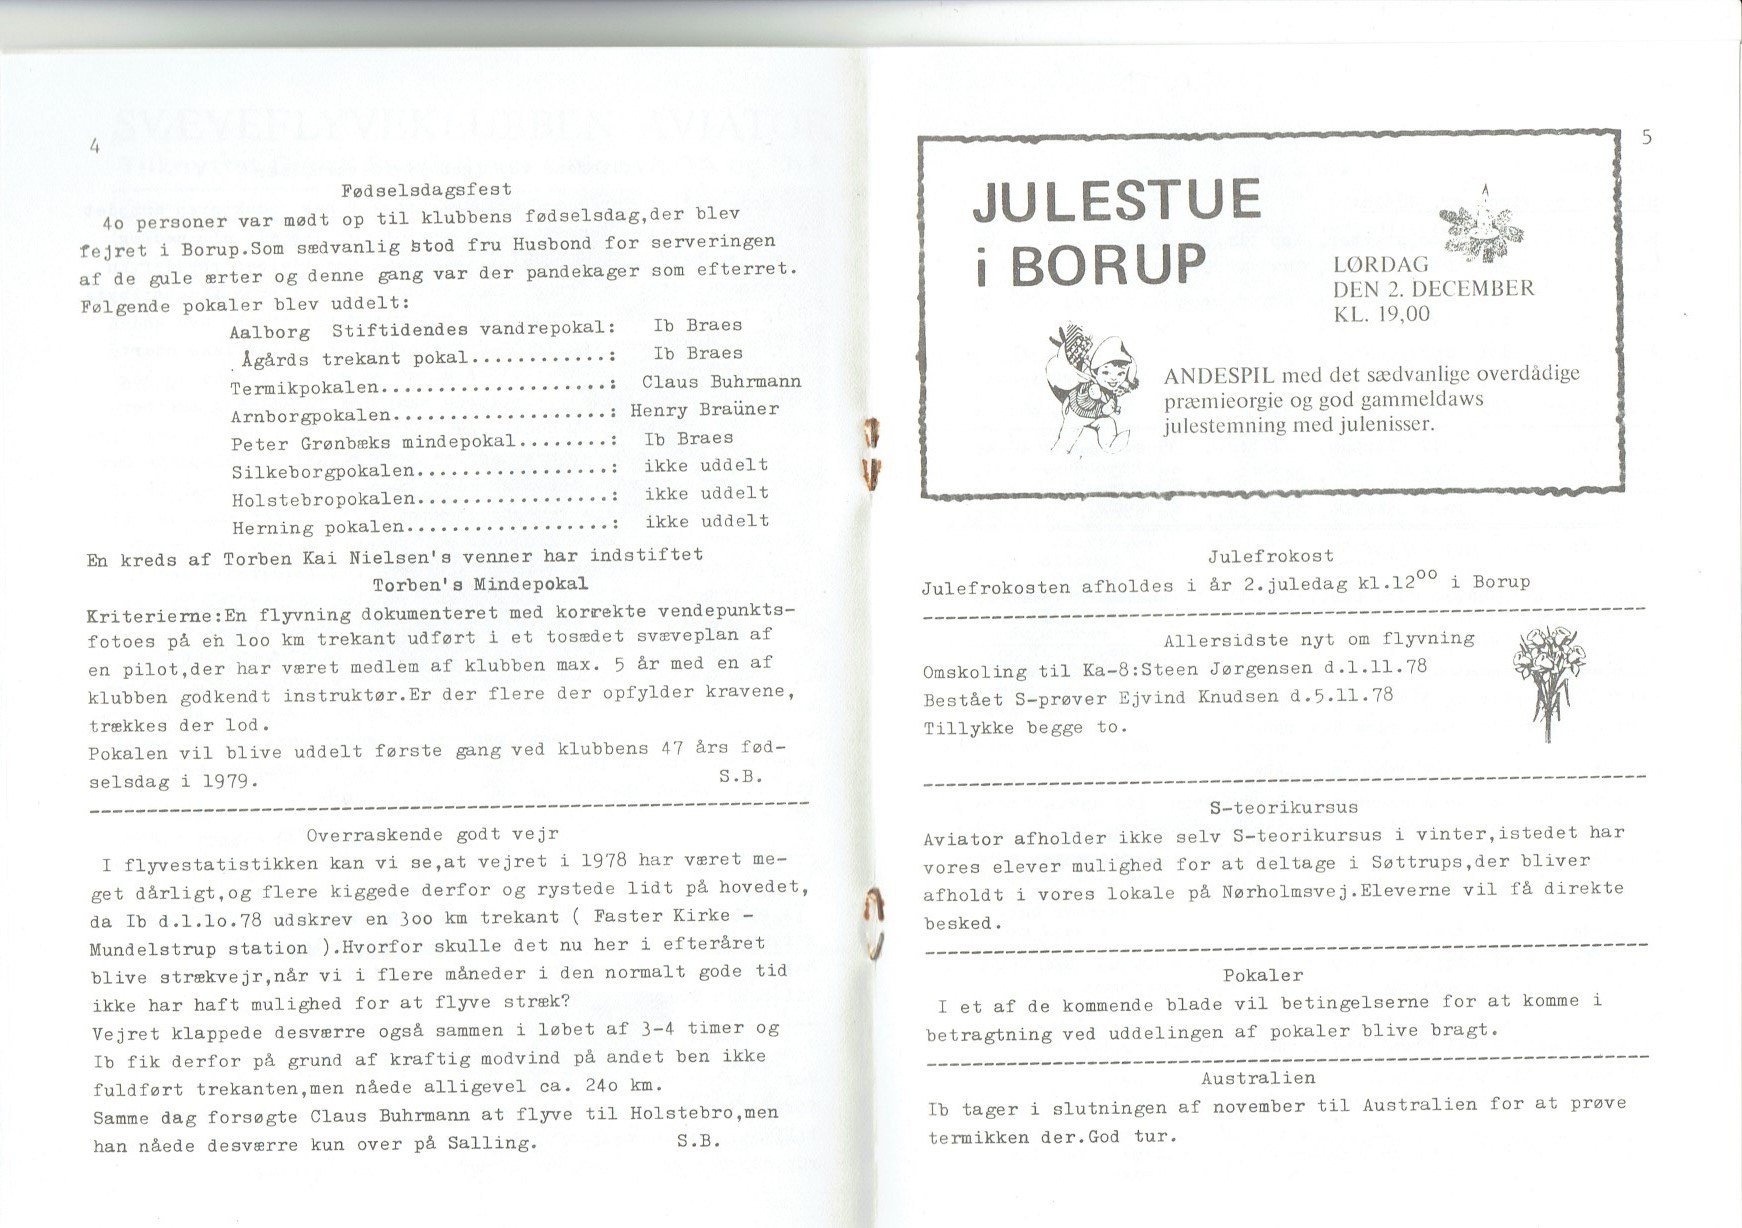 4
Fødselsdagsfest
4o personer var mødt op til klubbens fødselsdag,der blev
fejret i Borup.Som sædvanlig stod fru Husbond for serveringen
af de gule ærter og denne gang var der pandekager som efterret.
Følgende pokaler blev uddelt:
Aalborg Stiftidendes vandrepokal: Ib Braes
Ågårds trekant pokal............: Ib Braes
Termikpokalen...................: Claus Buhrmann
Arnborgpokalen..................: Henry Braüner
Peter Grønbæks mindepokal.......: Ib Braes
Silkeborgpokalen................: ikke uddelt
Holstebropokalen................: ikke uddelt
Herning pokalen.................: ikke uddelt
En kreds af Torben Kai Nielsen's venner har indstiftet
Torben's Mindepokal
Kriterierne:En flyvning dokumenteret med korrekte vendepunkts-
fotoes på en loo km trekant udført i et tosædet svæveplan af
en pilot,der har været medlem af klubben max. 5 år med en af
klubben godkendt instruktør.Er der flere der opfylder kravene,
trækkes der lod.
Pokalen vil blive uddelt første gang ved klubbens 47 års fød-
selsdag i 1979. S.B.
Overraskende godt vejr
I flyvestatistikken kan vi se,at vejret i 1978 har været me-
get dårligt,og flere kiggede derfor og rystede lidt på hovedet,
da Ib d.1.1o.78 udskrev en 3oo km trekant ( Faster Kirke -
Mundelstrup station ).Hvorfor skulle det nu her i efteråret
blive strækvejr,når vi i flere måneder i den normalt gode tid
ikke har haft mulighed for at flyve stræk?
Vejret klappede desværre også sammen i løbet af 3-4 timer og
Ib fik derfor på grund af kraftig modvind på andet ben ikke
fuldført trekanten,men nåede alligevel ca. 24o km.
Samme dag forsøgte Claus Buhrmann at flyve til Holstebro,men
han nåede desværre kun over på Salling. S.B.
5
JULESTUE
i BORUP
LØRDAG
DEN 2. DECEMBER
KL. 19,00
ANDESPIL med det sædvanlige overdådige
præmieorgie og god gammeldaws
julestemning med julenisser.
Julefrokost
Julefrokosten afholdes i år 2.juledag kl.12⁰⁰ i Borup
Allersidste nyt om flyvning
Omskoling til Ka-8:Steen Jørgensen d.1.11.78
Bestået S-prøver Ejvind Knudsen d.5.11.78
Tillykke begge to.
S-teorikursus
Aviator afholder ikke selv S-teorikursus i vinter,istedet har
vores elever mulighed for at deltage i Søttrups,der bliver
afholdt i vores lokale på Nørholmsvej.Eleverne vil få direkte
besked.
Pokaler
I et af de kommende blade vil betingelserne for at komme i
betragtning ved uddelingen af pokaler blive bragt.
Australien
Ib tager i slutningen af november til Australien for at prøve
termikken der.God tur.